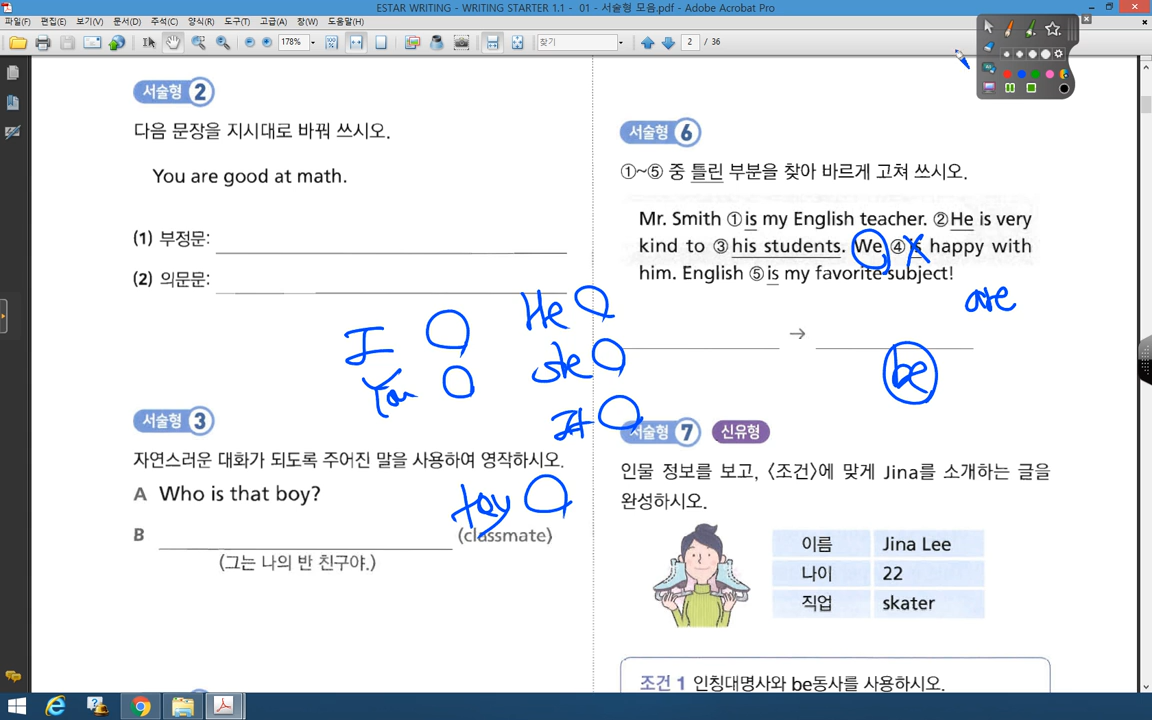 ESTAR WRITING - WRITING STARTER 1.1 - 01 - 서술형 모음.pdf - Adobe Acrobat Pro
파일(F) 편집(E) 보기(V) 문서(D) 주석(C) 양식(R) 도구(T) 고급(A) 창(W) 도움말(H)
178% 찾기 2 / 36
서술형 2
다음 문장을 지시대로 바꿔 쓰시오.
You are good at math.
(1) 부정문:
(2) 의문문:
I
You
He
She
It
they
서술형 3
자연스러운 대화가 되도록 주어진 말을 사용하여 영작하시오.
A Who is that boy?
B (classmate)
(그는 나의 반 친구야.)
서술형 6
①~⑤ 중 틀린 부분을 찾아 바르게 고쳐 쓰시오.
Mr. Smith ①is my English teacher. ②He is very
kind to ③his students. We ④is happy with
him. English ⑤is my favorite subject!
are
→
be
서술형 7 신유형
인물 정보를 보고, 〈조건〉에 맞게 Jina를 소개하는 글을
완성하시오.
이름 Jina Lee
나이 22
직업 skater
조건 1 인칭대명사와 be동사를 사용하시오.